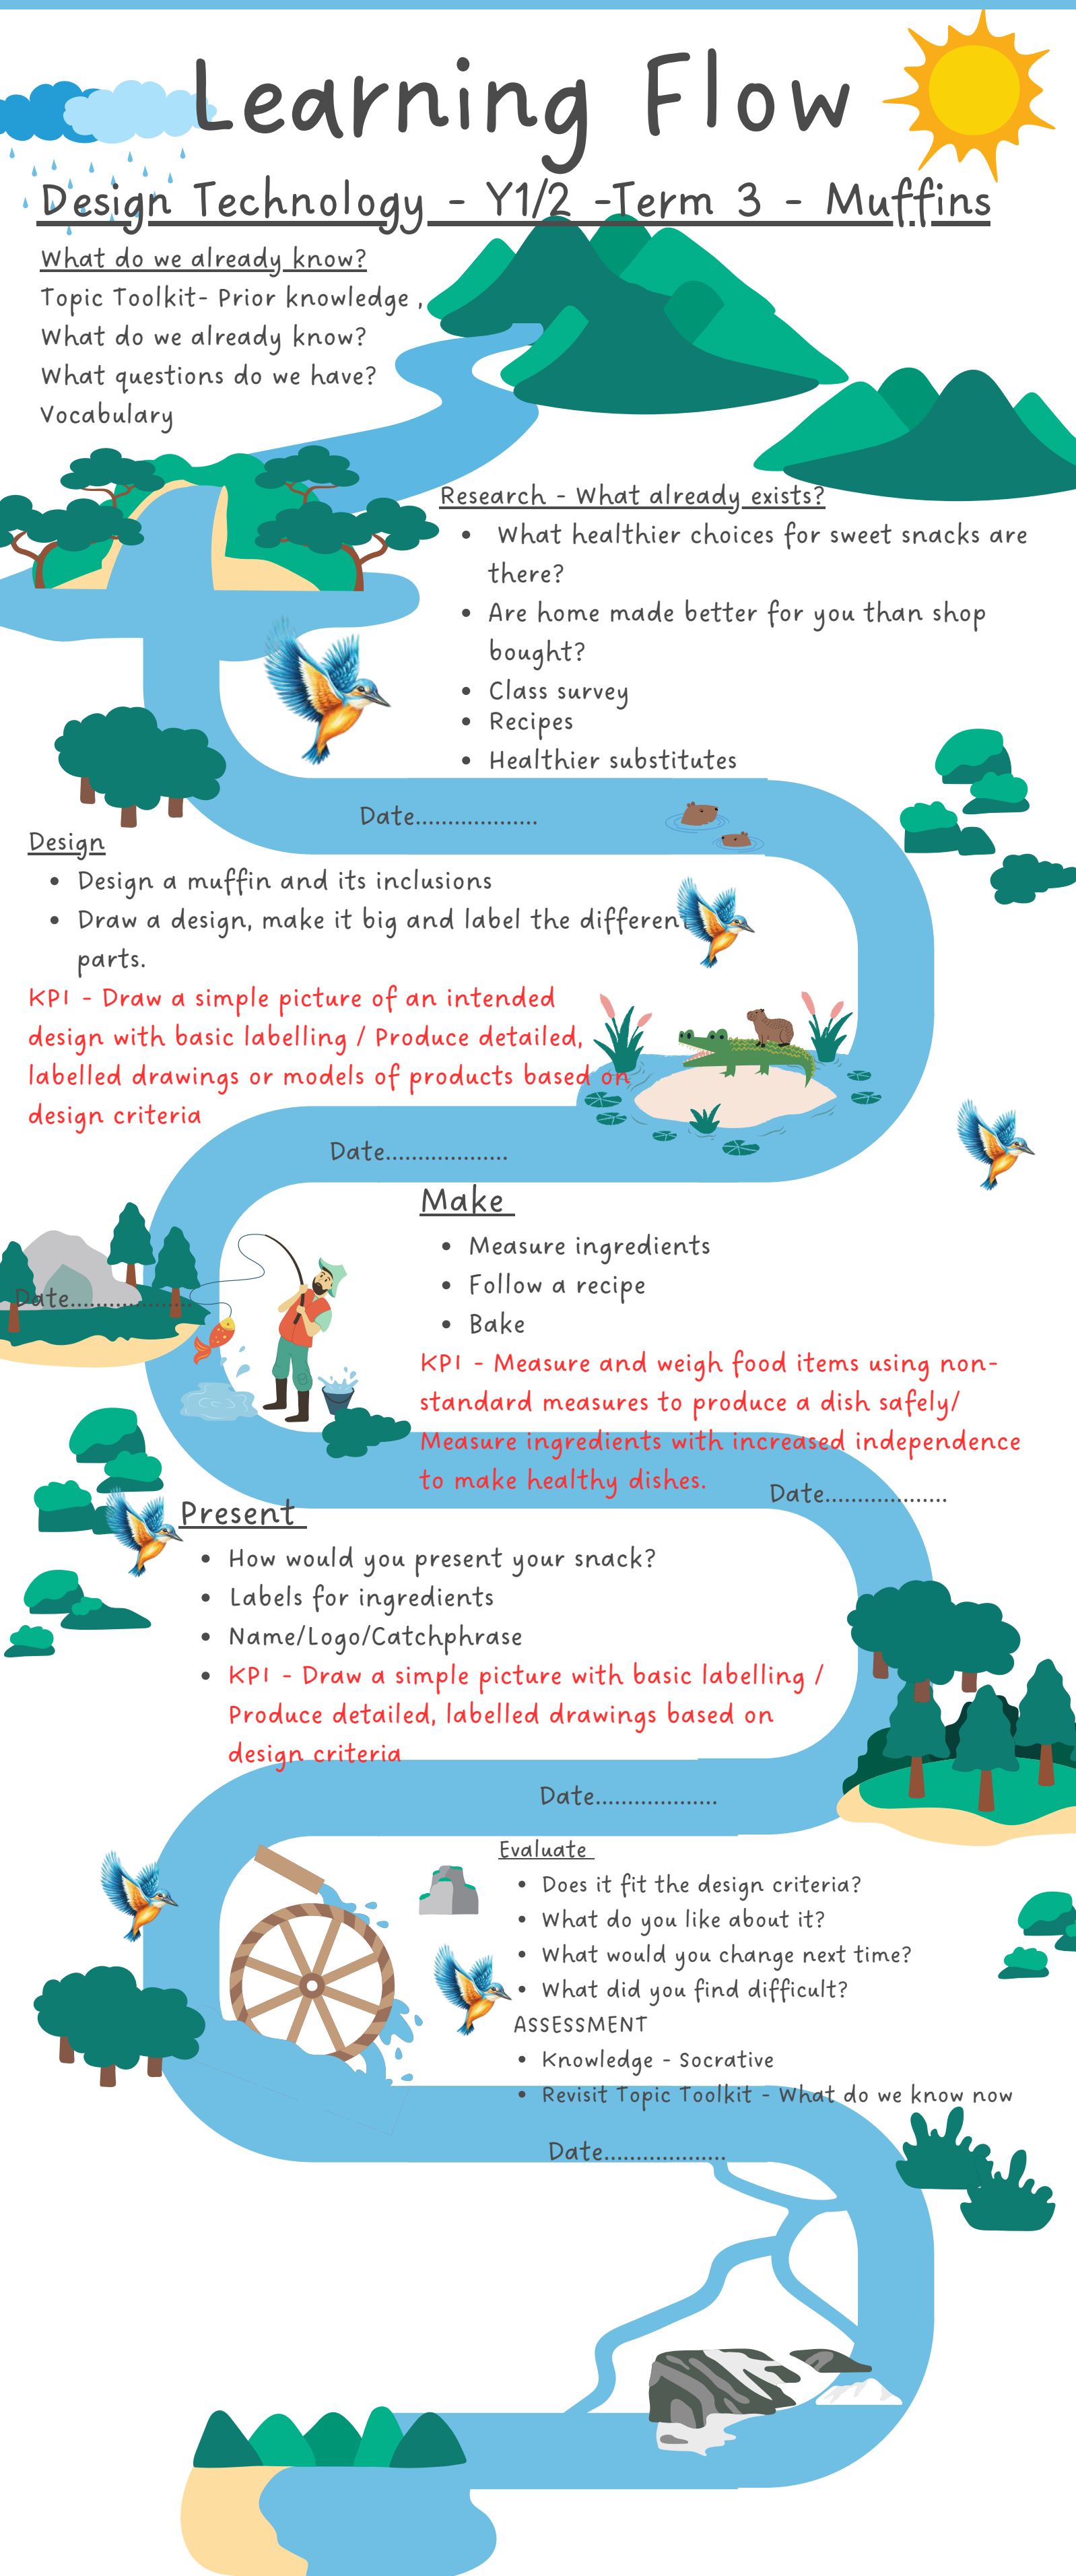 Learning Flow
Design Technology - Y1/2 -Term 3 - Muffins
What do we already know?
Topic Toolkit- Prior knowledge ,
What do we already know?
What questions do we have?
Vocabulary
Research - What already exists?
• What healthier choices for sweet snacks are
there?
• Are home made better for you than shop
bought?
• Class survey
• Recipes
• Healthier substitutes
Date...................
Design
• Design a muffin and its inclusions
• Draw a design, make it big and label the different
parts.
KPI - Draw a simple picture of an intended
design with basic labelling / Produce detailed,
labelled drawings or models of products based on
design criteria
Date...................
Make
• Measure ingredients
• Follow a recipe
• Bake
Date...................
KPI - Measure and weigh food items using non-
standard measures to produce a dish safely/
Measure ingredients with increased independence
to make healthy dishes.
Date...................
Present
• How would you present your snack?
• Labels for ingredients
• Name/Logo/Catchphrase
• KPI - Draw a simple picture with basic labelling /
Produce detailed, labelled drawings based on
design criteria
Date...................
Evaluate
• Does it fit the design criteria?
• What do you like about it?
• What would you change next time?
• What did you find difficult?
ASSESSMENT
• Knowledge - Socrative
• Revisit Topic Toolkit - What do we know now
Date...................